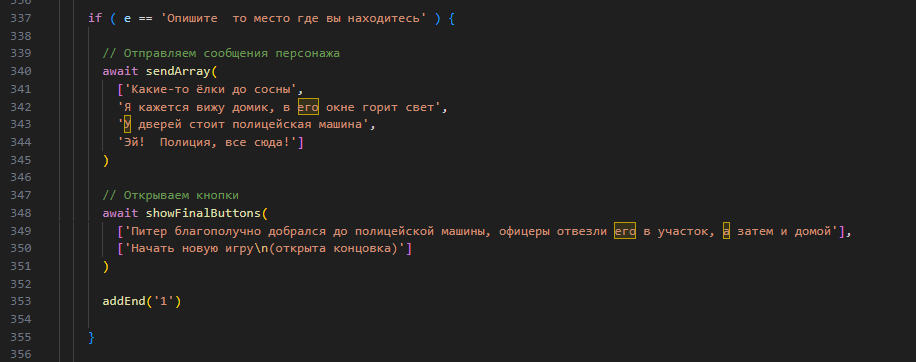 336
337 if ( e == 'Опишите  то место где вы находитесь' ) {
338
339 // Отправляем сообщения персонажа
340 await sendArray(
341 ['Какие-то ёлки до сосны',
342 'Я кажется вижу домик, в его окне горит свет',
343 'У дверей стоит полицейская машина',
344 'Эй!  Полиция, все сюда!']
345 )
346
347 // Открываем кнопки
348 await showFinalButtons(
349 ['Питер благополучно добрался до полицейской машины, офицеры отвезли его в участок, а затем и домой'],
350 ['Начать новую игру\n(открыта концовка)']
351 )
352
353 addEnd('1')
354
355 }
356